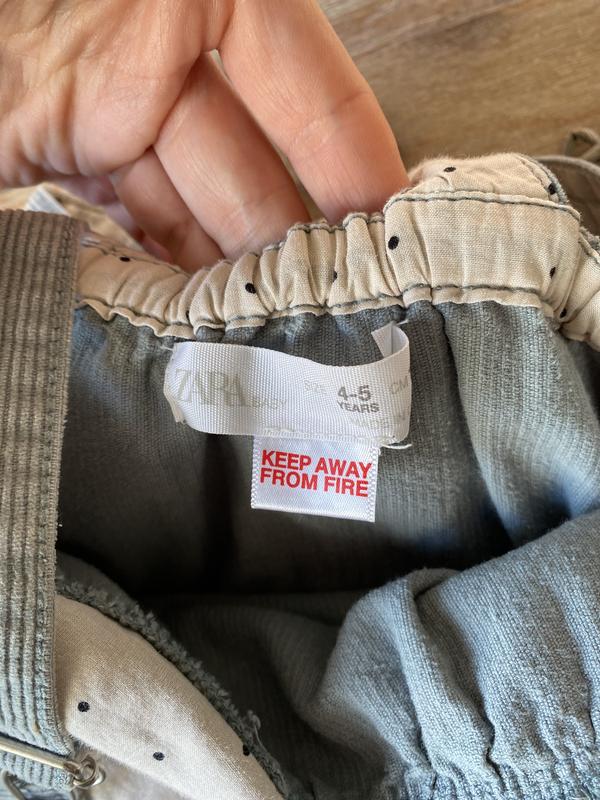 ZARA BABY
SIZE 4-5 YEARS CM
MADE IN
KEEP AWAY
FROM FIRE